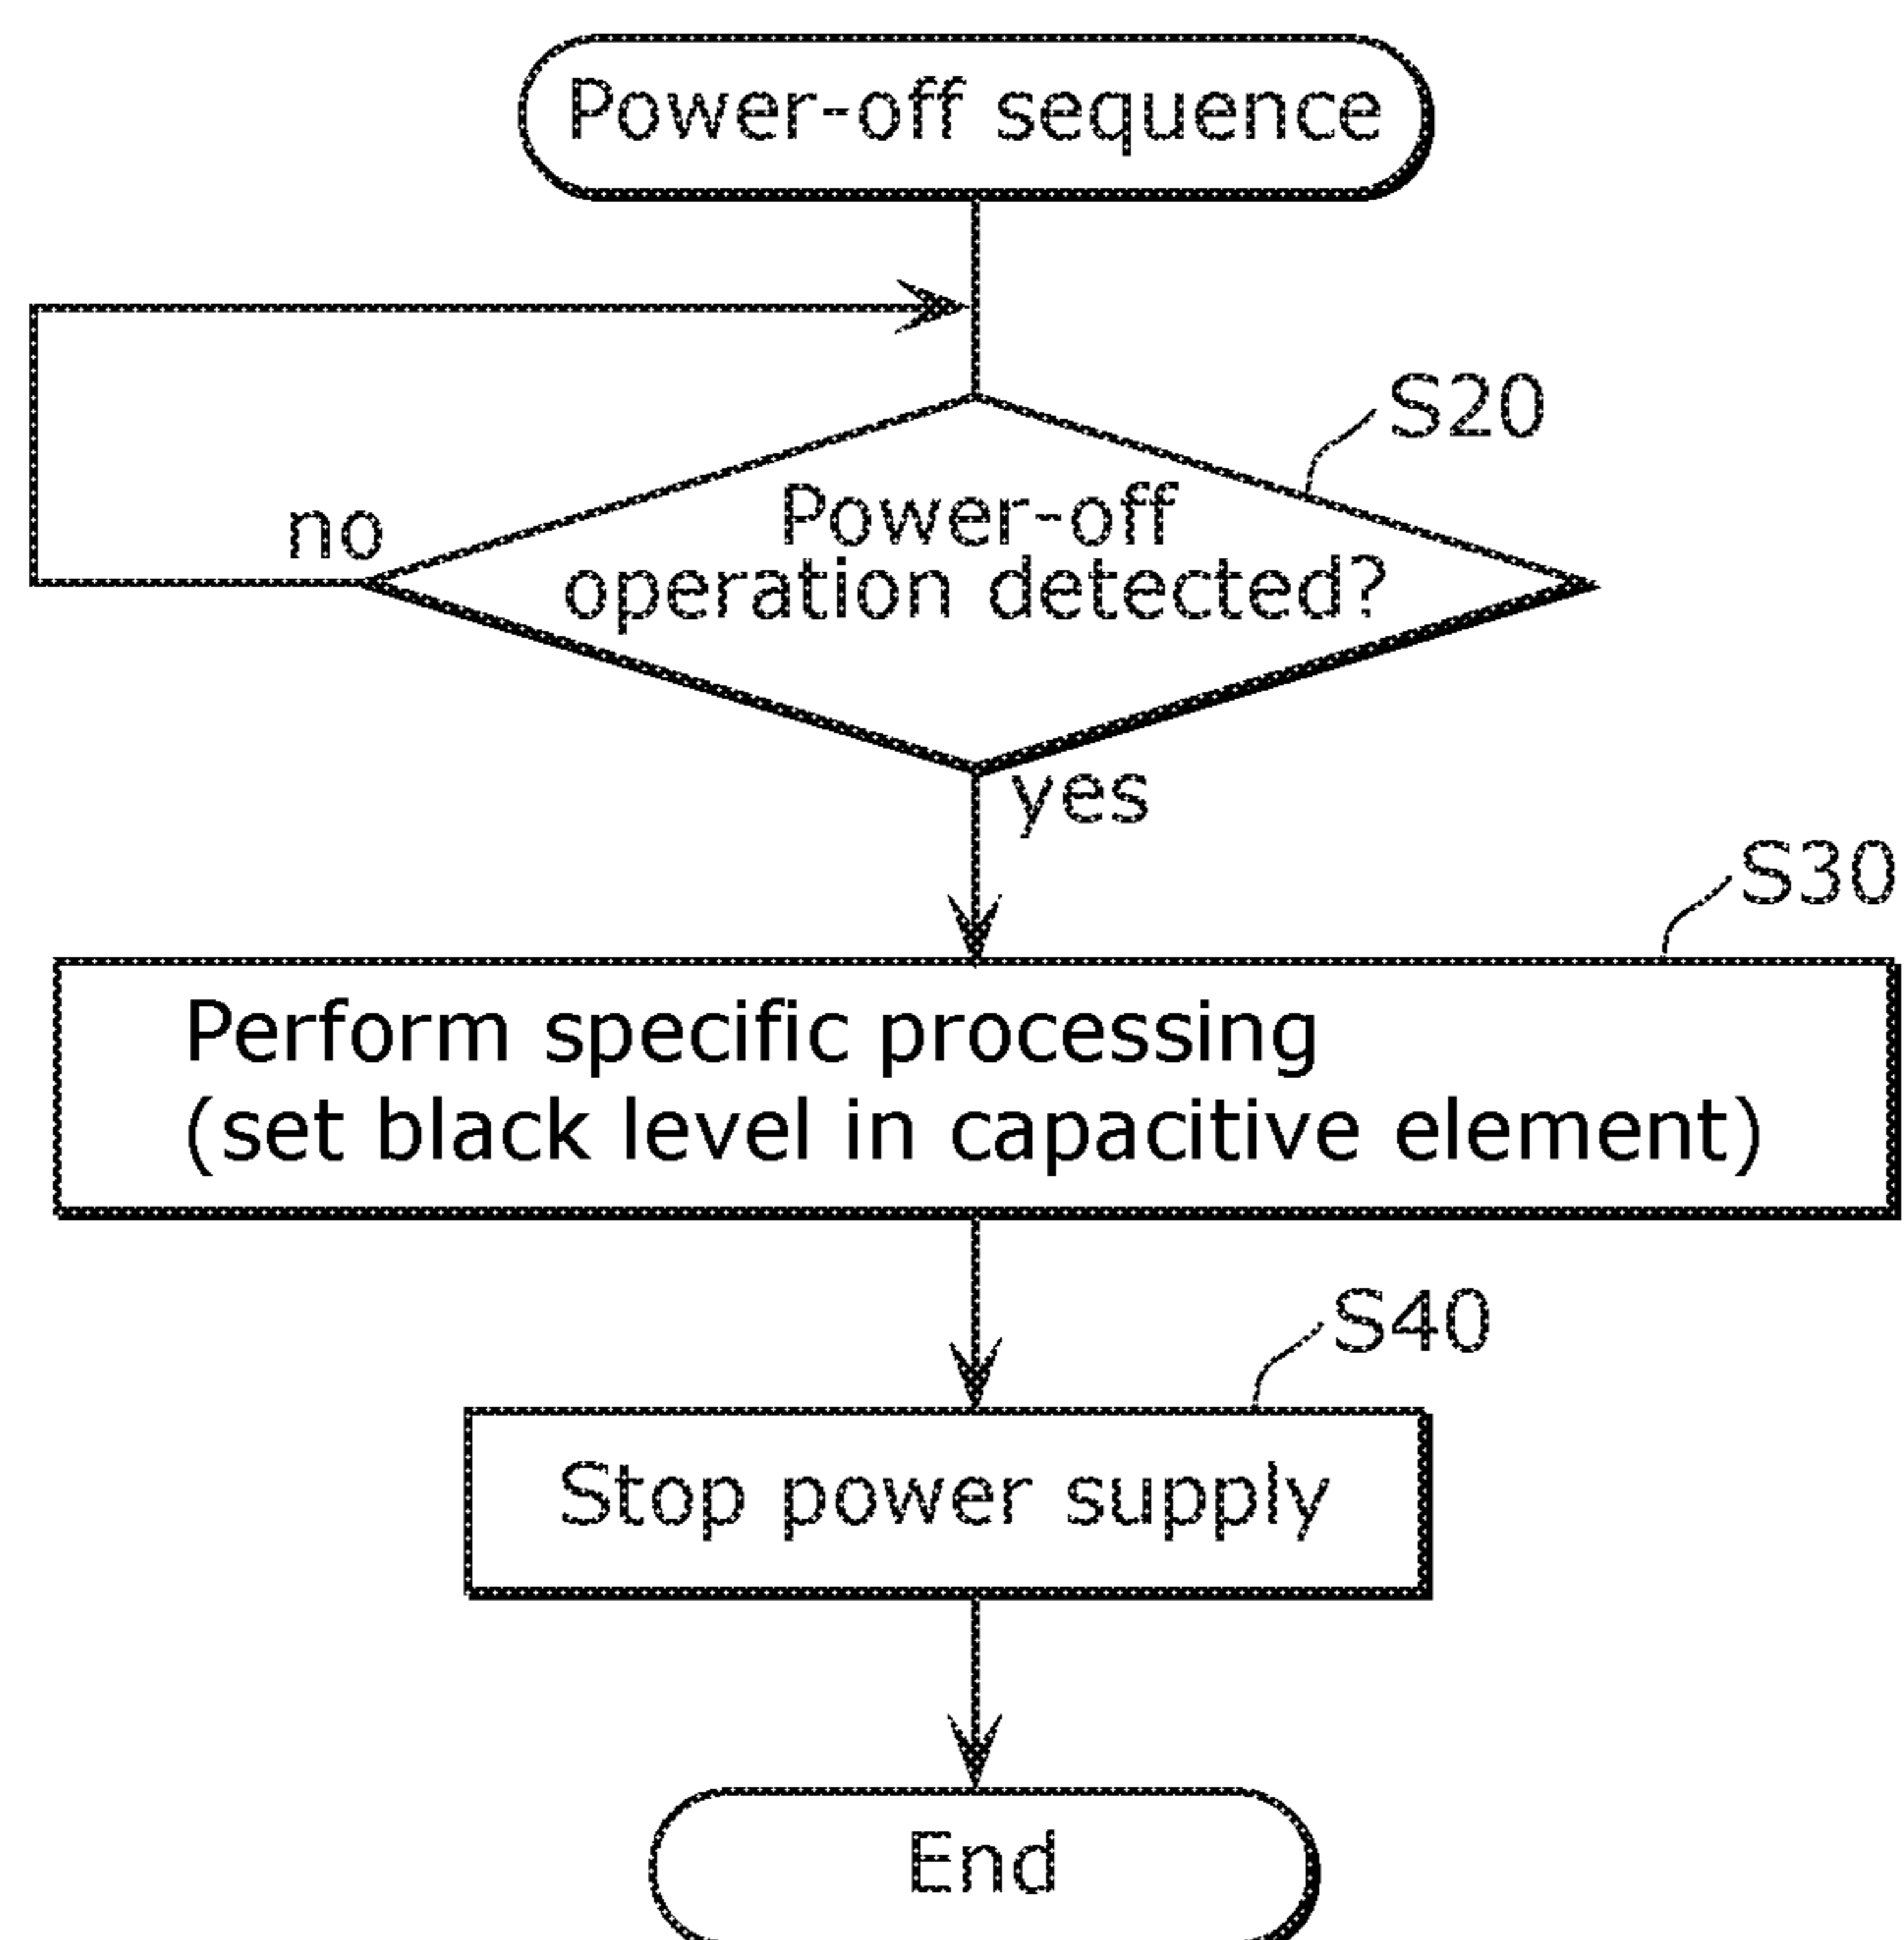 Power-off sequence
S20
Power-off
operation detected?
no
yes
S30
Perform specific processing
(set black level in capacitive element)
S40
Stop power supply
End